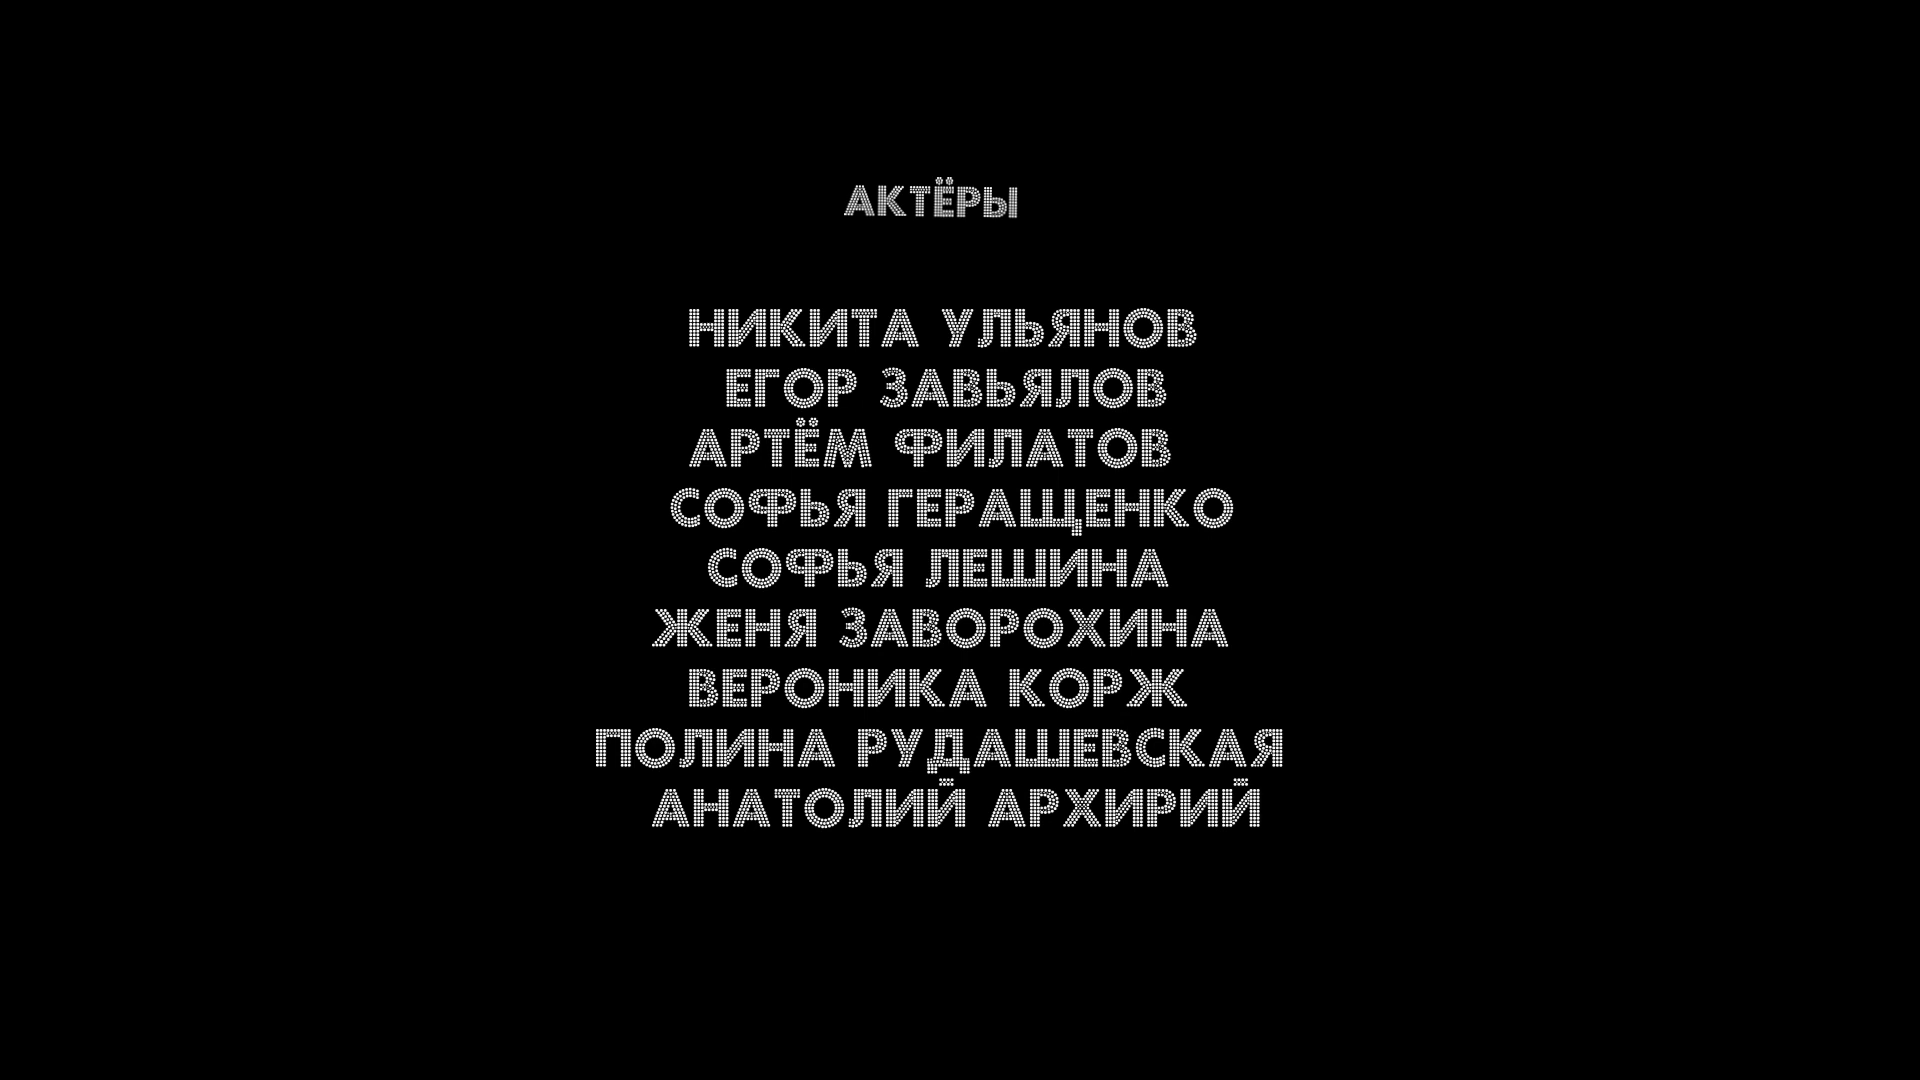 АКТЁРЫ
НИКИТА УЛЬЯНОВ
ЕГОР ЗАВЬЯЛОВ
АРТЁМ ФИЛАТОВ
СОФЬЯ ГЕРАЩЕНКО
СОФЬЯ ЛЕШИНА
ЖЕНЯ ЗАВОРОХИНА
ВЕРОНИКА КОРЖ
ПОЛИНА РУДАШЕВСКАЯ
АНАТОЛИЙ АРХИРИЙ